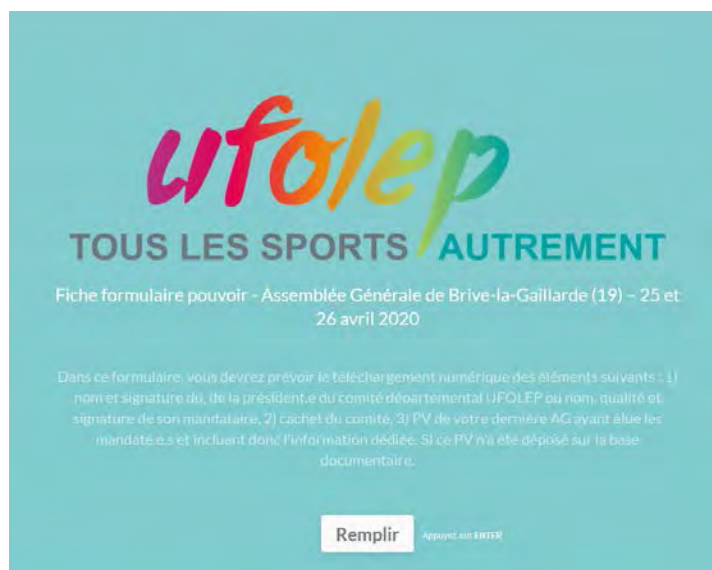 ufolep
TOUS LES SPORTS AUTREMENT
Fiche formulaire pouvoir - Assemblée Générale de Brive-la-Gaillarde (19) – 25 et
26 avril 2020
Dans ce formulaire, vous devrez prévoir le téléchargement numérique des éléments suivants : 1)
nom et signature du, de la président.e du comité départemental UFOLEP ou nom, qualité et
signature de son mandataire, 2) cachet du comité, 3) PV de votre dernière AG ayant élue les
mandaté.e.s et incluant donc l'information dédiée. Si ce PV n'a été déposé sur la base
documentaire.
Remplir Appuyez sur ENTER